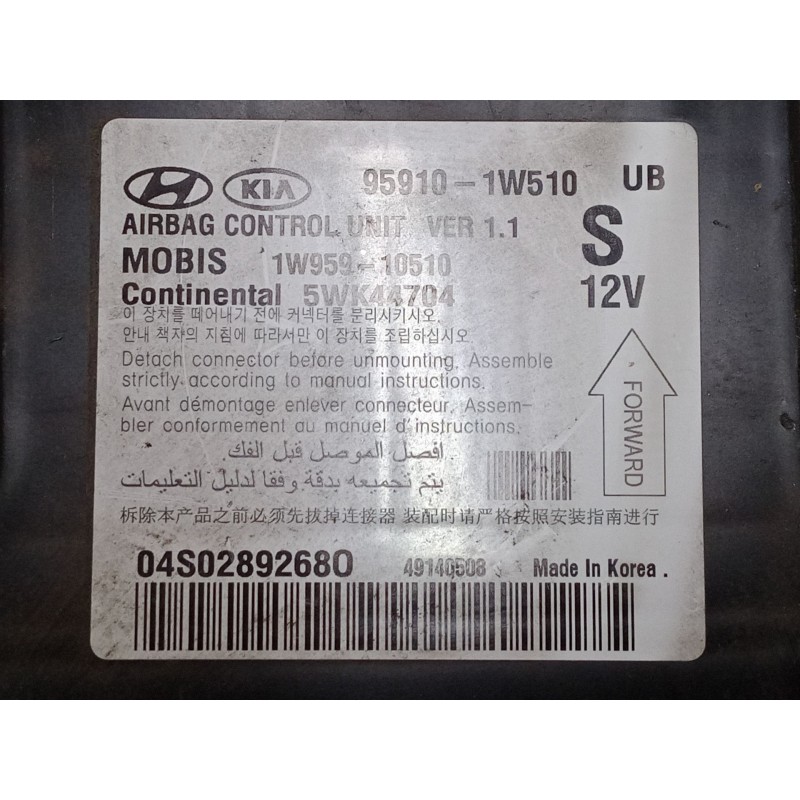 KIA 95910-1W510 UB
AIRBAG CONTROL UNIT VER 1.1
S
MOBIS 1W959-10510
Continental 5WK44704
12V
이 장치를 떼어내기 전에 커넥터를 분리시키시오.
안내 책자의 지침에 따라서만 이 장치를 조립하십시오.
Detach connector before unmounting. Assemble
strictly according to manual instructions.
Avant démontage enlever connecteur. Assem-
bler conformement au manuel d'instructions.
FORWARD
افصل الموصل قبل الفك.
يتم تجميعه بدقة وفقا لدليل التعليمات
拆除本产品之前必须先拔掉连接器 装配时请严格按照安装指南进行
04S0289268O 49140508 Made In Korea .